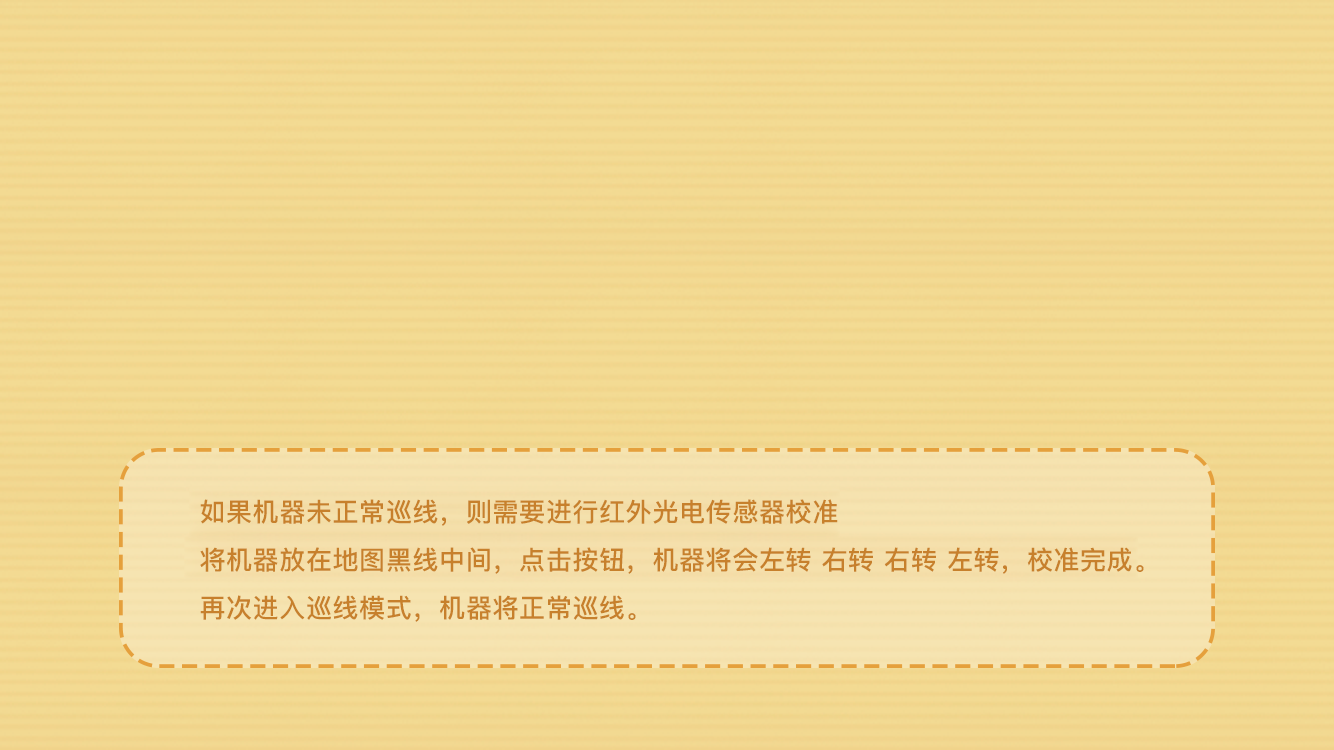 如果机器未正常巡线，则需要进行红外光电传感器校准
将机器放在地图黑线中间，点击按钮，机器将会左转 右转 右转 左转，校准完成。
再次进入巡线模式，机器将正常巡线。